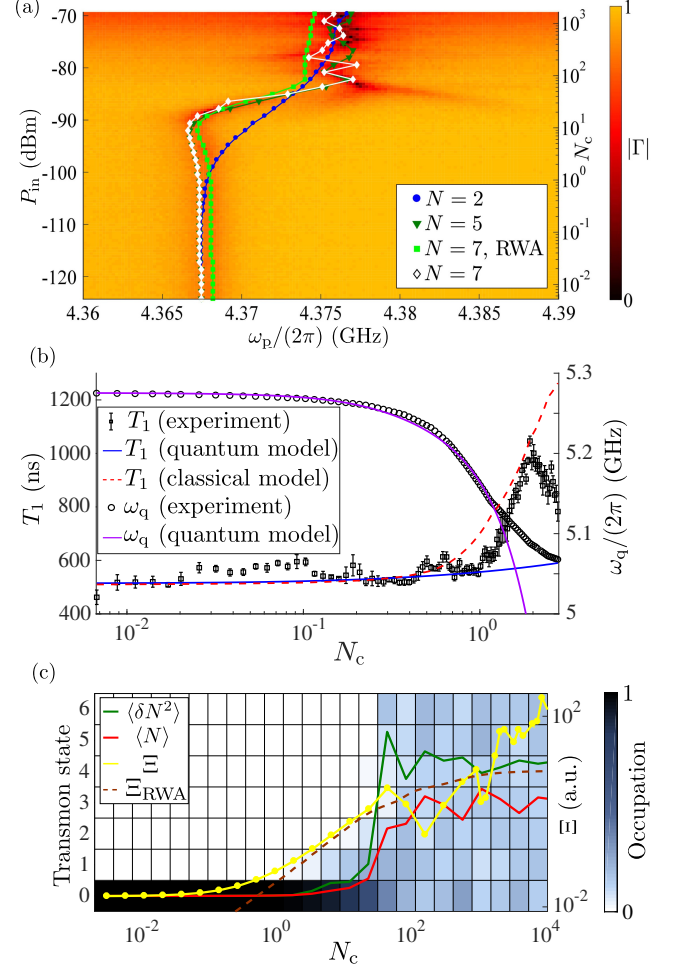 (a)
-70
-80
-90
-100
-110
-120
P_in (dBm)
4.36
4.365
4.37
4.375
4.38
4.385
4.39
ω_p/(2π) (GHz)
10^3
10^2
10^1
10^0
10^-1
10^-2
N_c
N = 2
N = 5
N = 7, RWA
N = 7
1
0
|Γ|
(b)
1200
1000
800
600
400
T_1 (ns)
T_1 (experiment)
T_1 (quantum model)
T_1 (classical model)
ω_q (experiment)
ω_q (quantum model)
5.3
5.2
5.1
5
ω_q/(2π) (GHz)
10^-2
10^-1
10^0
N_c
(c)
6
5
4
3
2
1
0
Transmon state
⟨δN^2⟩
⟨N⟩
Ξ
Ξ_RWA
10^2
10^-2
Ξ (a.u.)
10^-2
10^0
10^2
10^4
N_c
1
0
Occupation